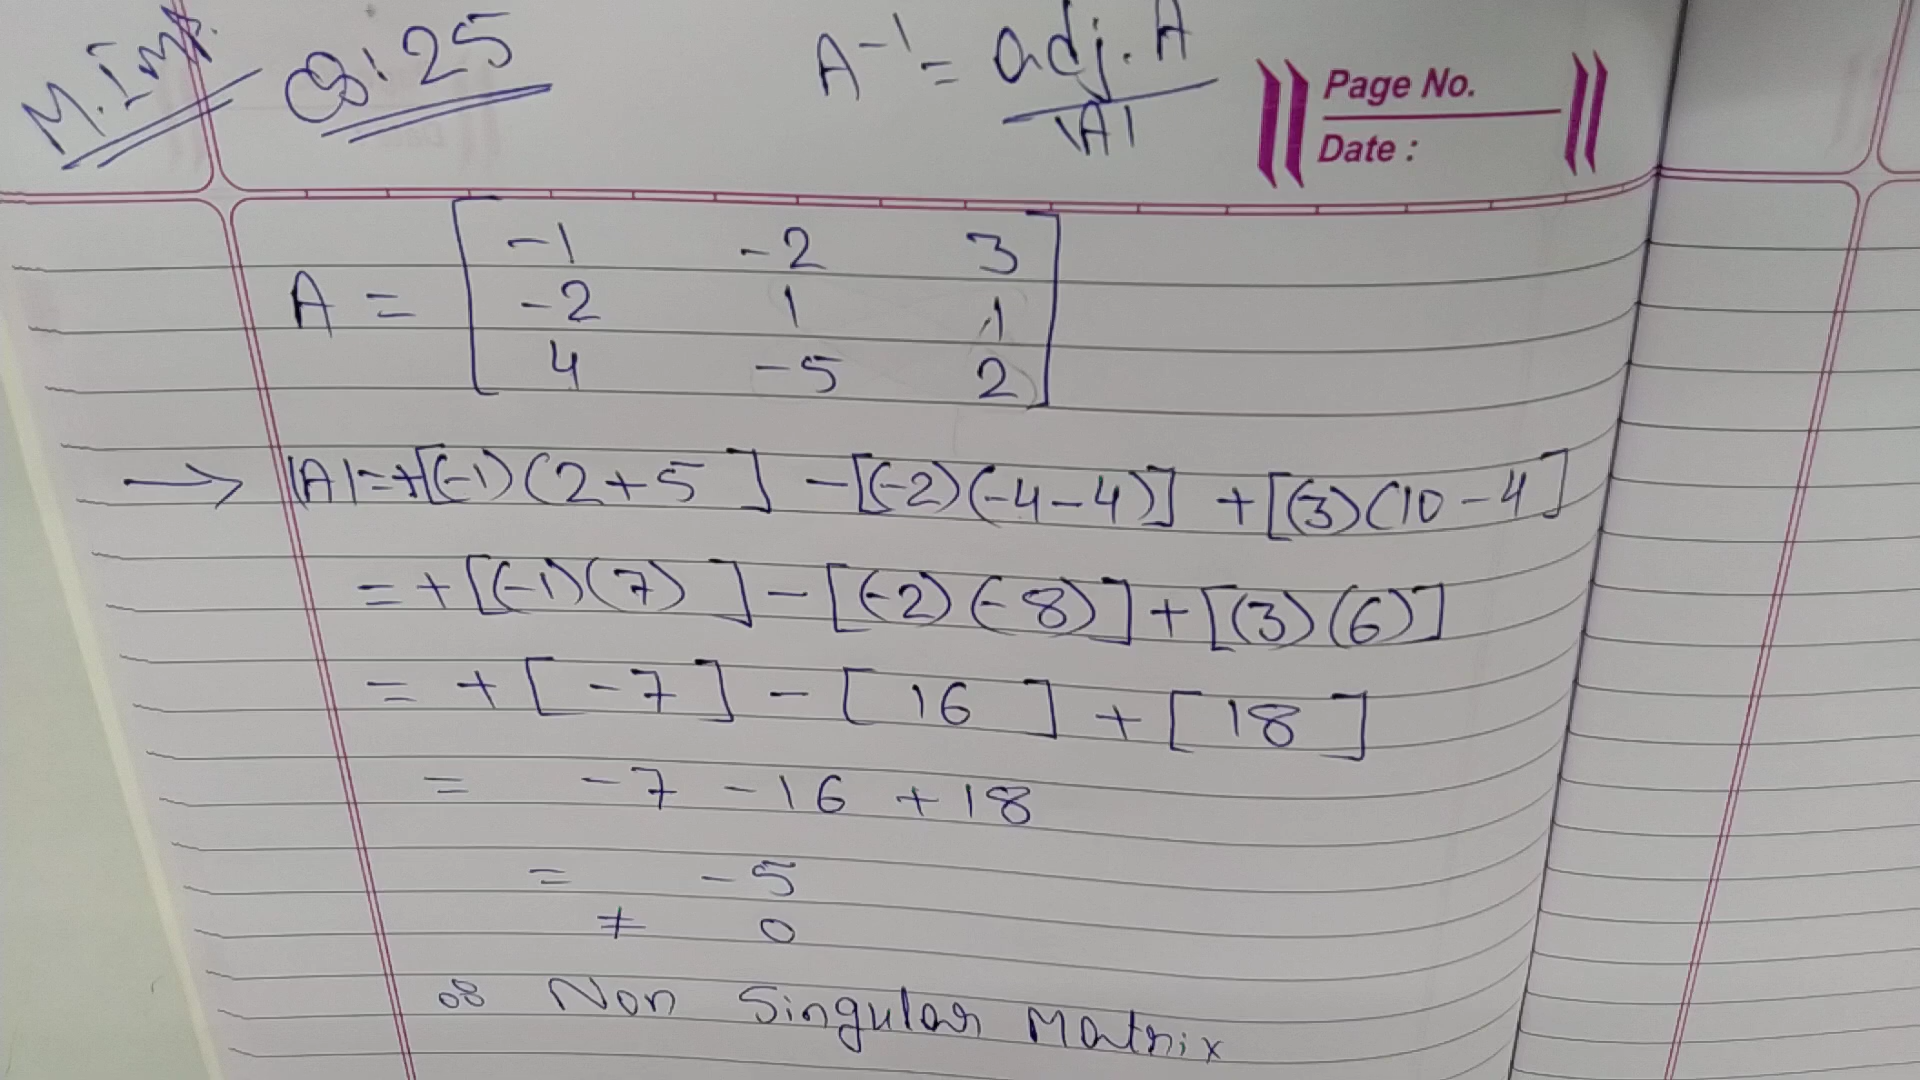 M. Imp.
Q: 25
A⁻¹ = adj. A / |A|
Page No.
Date :
A = [ -1 -2 3
-2 1 1
4 -5 2 ]
→ |A| = +[(-1)(2+5] -[(-2)(-4-4)] +[(3)(10-4]
= +[(-1)(7)] - [(-2)(-8)] + [(3)(6)]
= + [ -7 ] - [ 16 ] + [ 18 ]
= -7 -16 +18
= -5
≠ 0
∴ Non Singular Matrix